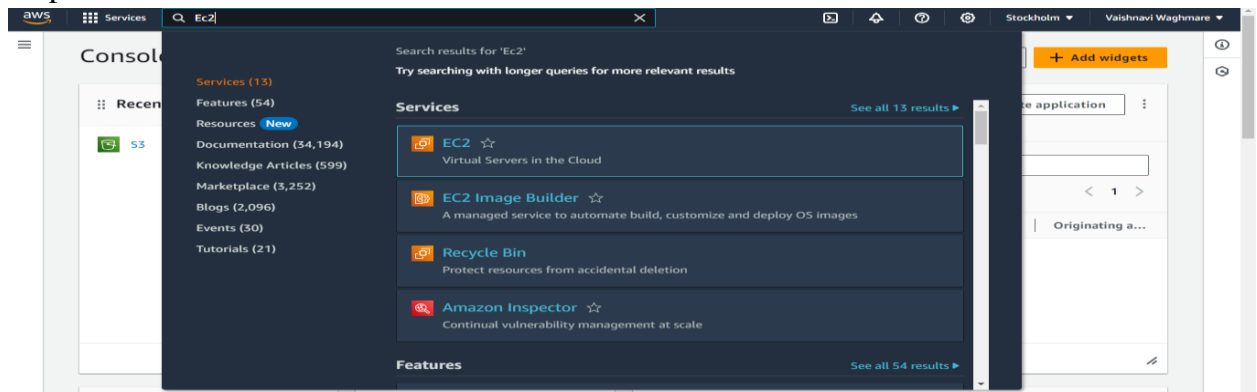 aws Services Ec2 Stockholm ▼ Vaishnavi Waghmare ▼
Search results for 'Ec2'
Try searching with longer queries for more relevant results
+ Add widgets
Services (13)
Features (54)
Resources New
Documentation (34,194)
Knowledge Articles (599)
Marketplace (3,252)
Blogs (2,096)
Events (30)
Tutorials (21)
Services See all 13 results ▶
EC2
Virtual Servers in the Cloud
EC2 Image Builder
A managed service to automate build, customize and deploy OS images
Recycle Bin
Protect resources from accidental deletion
Amazon Inspector
Continual vulnerability management at scale
Features See all 54 results ▶
Consol
Recen
S3
te application
< 1 >
Originating a...